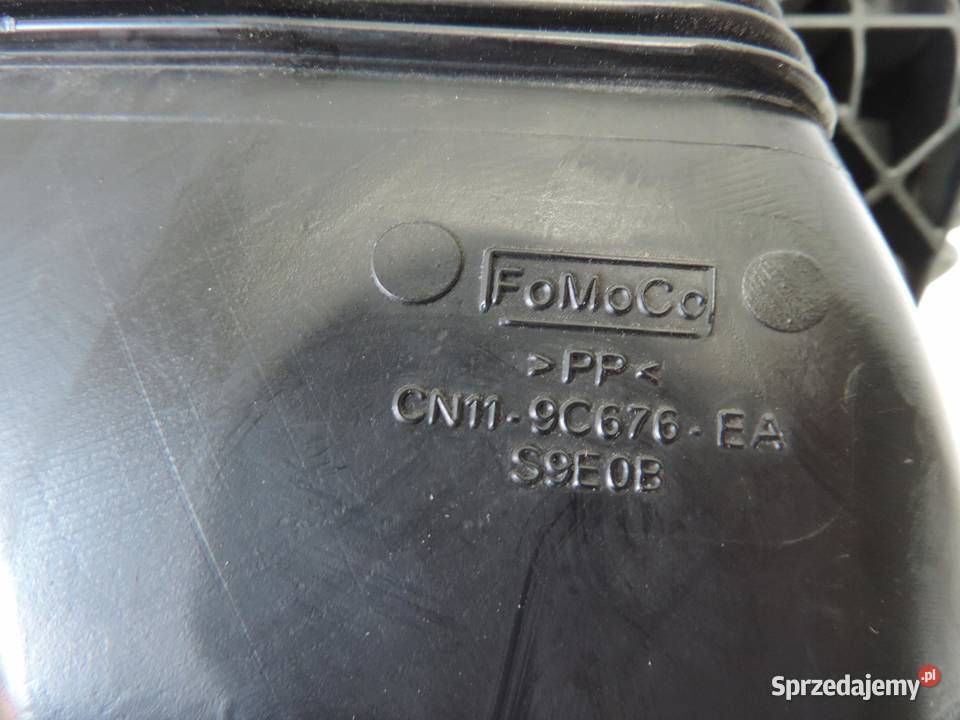 FoMoCo
>PP<
CN11-9C676-EA
S9E0B
Sprzedajemy.pl